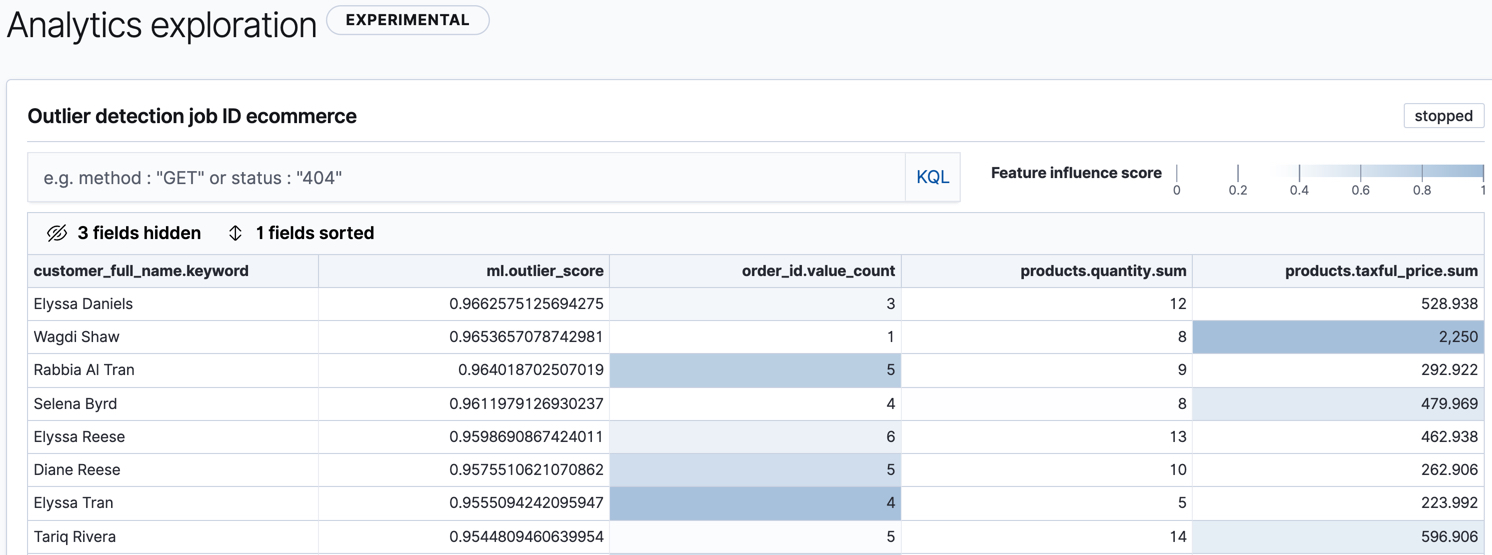 Analytics exploration EXPERIMENTAL
Outlier detection job ID ecommerce stopped
e.g. method : "GET" or status : "404" KQL Feature influence score
0 0.2 0.4 0.6 0.8 1
3 fields hidden 1 fields sorted
customer_full_name.keyword ml.outlier_score order_id.value_count products.quantity.sum products.taxful_price.sum
Elyssa Daniels 0.9662575125694275 3 12 528.938
Wagdi Shaw 0.9653657078742981 1 8 2,250
Rabbia Al Tran 0.964018702507019 5 9 292.922
Selena Byrd 0.9611979126930237 4 8 479.969
Elyssa Reese 0.9598690867424011 6 13 462.938
Diane Reese 0.9575510621070862 5 10 262.906
Elyssa Tran 0.9555094242095947 4 5 223.992
Tariq Rivera 0.9544809460639954 5 14 596.906